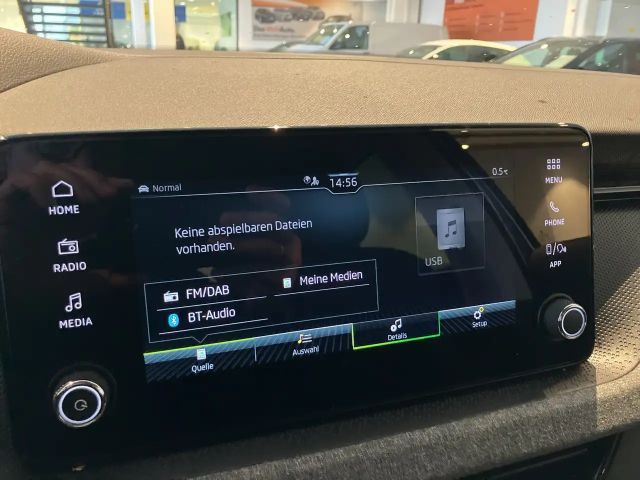 Normal
14:56
0.5°C
HOME
RADIO
MEDIA
MENU
PHONE
APP
Keine abspielbaren Dateien
vorhanden.
USB
FM/DAB
Meine Medien
BT-Audio
Quelle
Auswahl
Details
Setup